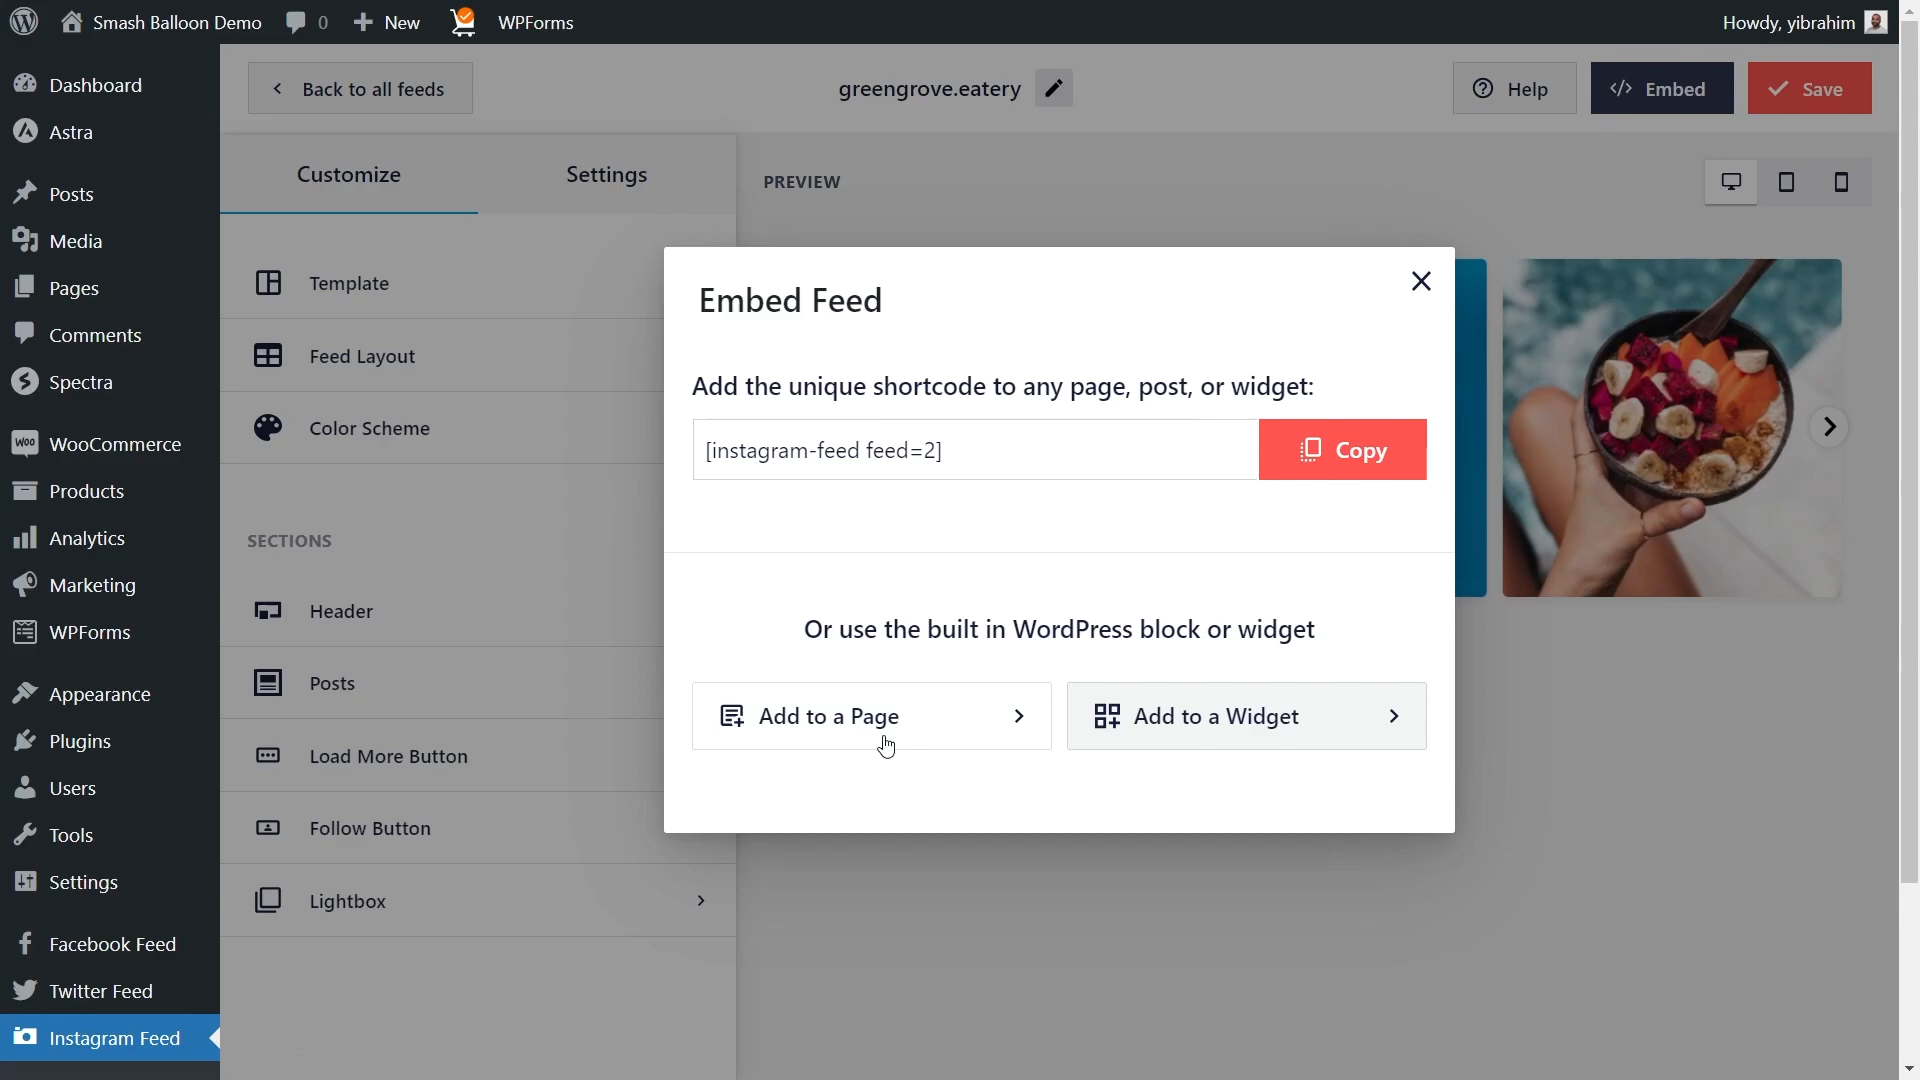 Smash Balloon Demo
0
New
WPForms
Howdy, yibrahim
Dashboard
Astra
Posts
Media
Pages
Comments
Spectra
WooCommerce
Products
Analytics
Marketing
WPForms
Appearance
Plugins
Users
Tools
Settings
Facebook Feed
Twitter Feed
Instagram Feed
Back to all feeds
greengrove.eatery
Help
Embed
Save
Customize
Settings
Template
Feed Layout
Color Scheme
SECTIONS
Header
Posts
Load More Button
Follow Button
Lightbox
PREVIEW
Embed Feed
Add the unique shortcode to any page, post, or widget:
[instagram-feed feed=2]
Copy
Or use the built in WordPress block or widget
Add to a Page
Add to a Widget